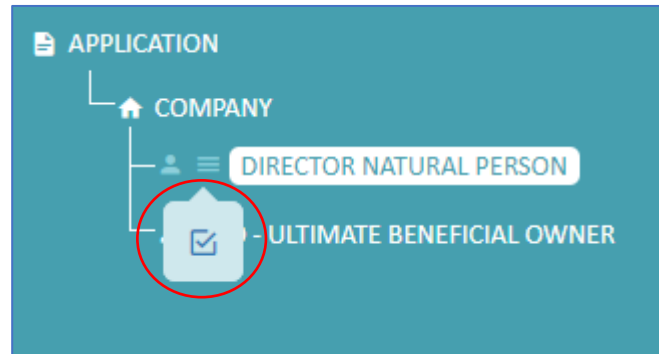 APPLICATION
COMPANY
DIRECTOR NATURAL PERSON
- ULTIMATE BENEFICIAL OWNER